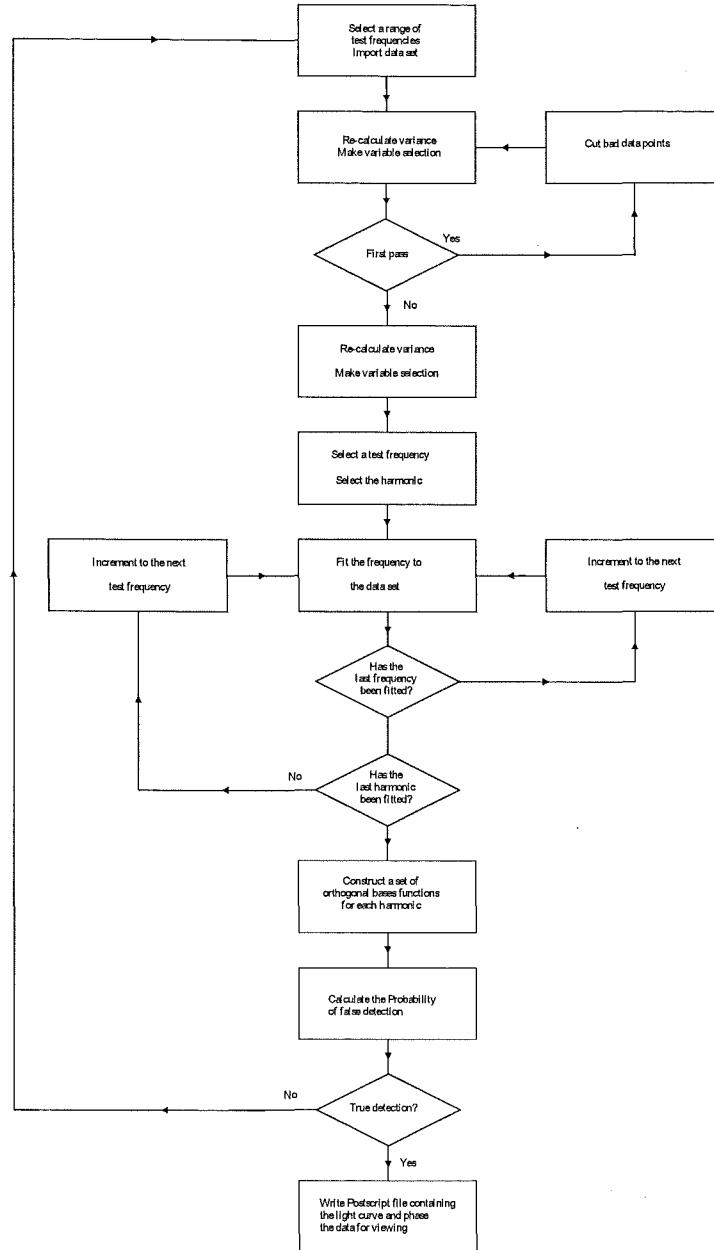 Select a range of
test frequencies
Import data set
Re-calculate variance
Make variable selection
Cut bad data points
First pass
Yes
No
Re-calculate variance
Make variable selection
Select a test frequency
Select the harmonic
Increment to the next
test frequency
Fit the frequency to
the data set
Increment to the next
test frequency
Has the
last frequency
been fitted?
No
Has the
last harmonic
been fitted?
Construct a set of
orthogonal bases functions
for each harmonic
Calculate the Probability
of false detection
No
True detection?
Yes
Write Postscript file containing
the light curve and phase
the data for viewing